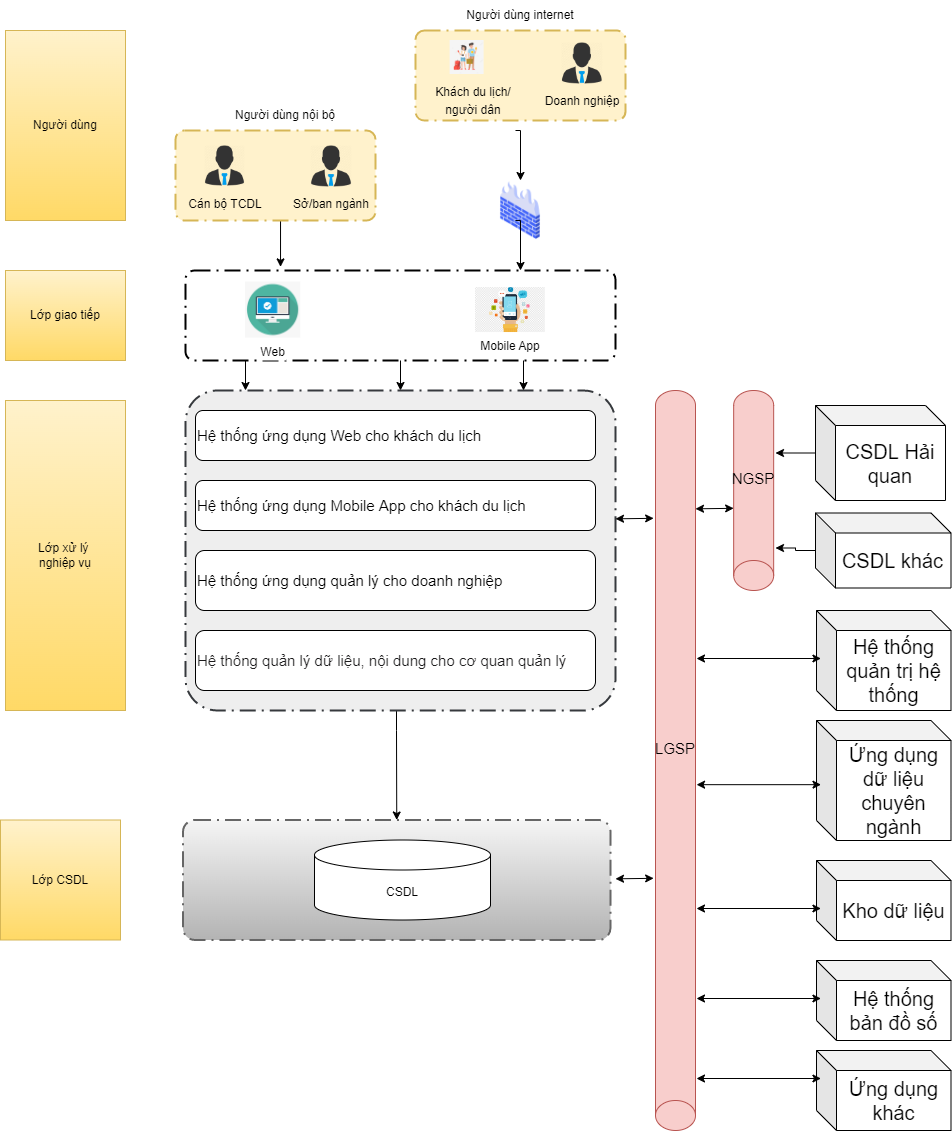 Người dùng internet
Khách du lịch/
người dân
Doanh nghiệp
Người dùng
Người dùng nội bộ
Cán bộ TCDL
Sở/ban ngành
Lớp giao tiếp
Web
Mobile App
Lớp xử lý
nghiệp vụ
Hệ thống ứng dụng Web cho khách du lịch
Hệ thống ứng dụng Mobile App cho khách du lịch
Hệ thống ứng dụng quản lý cho doanh nghiệp
Hệ thống quản lý dữ liệu, nội dung cho cơ quan quản lý
NGSP
CSDL Hải
quan
CSDL khác
LGSP
Hệ thống
quản trị hệ
thống
Ứng dụng
dữ liệu
chuyên
ngành
Kho dữ liệu
Hệ thống
bản đồ số
Ứng dụng
khác
Lớp CSDL
CSDL